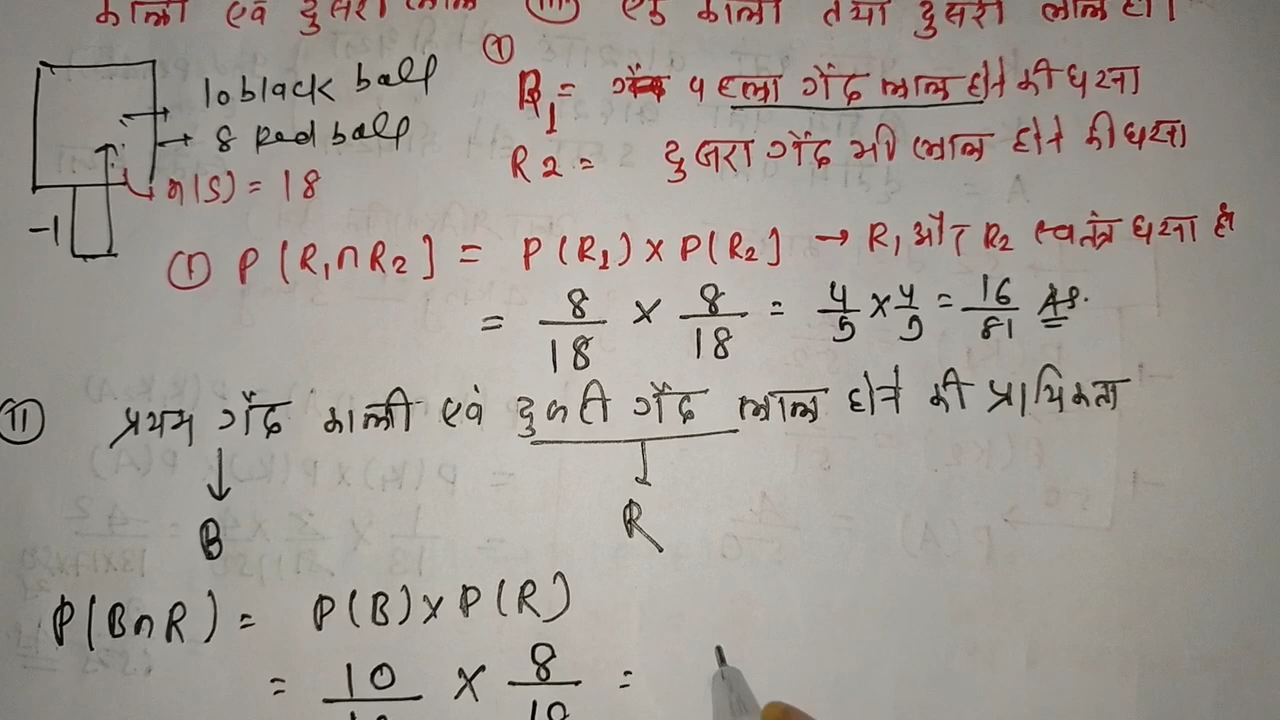 काली एवं दुसरी लाल (iii) एक काली तथा दुसरी लाल हो।
10 black ball
8 Red ball
n(S) = 18
-1
(I)
R1 = पहला गेंद लाल होने की घटना
R2 = दुसरा गेंद भी लाल होने की घटना
(I) P(R1∩R2] = P(R1) × P(R2] → R1 और R2 स्वतंत्र घटना है
= 8/18 × 8/18 = 4/9 × 4/9 = 16/81 As.
(II) प्रथम गेंद काली एवं दुसरी गेंद लाल होने की प्रायिकता
↓ ↓
B R
P(B∩R) = P(B) × P(R)
= 10/18 × 8/18 =